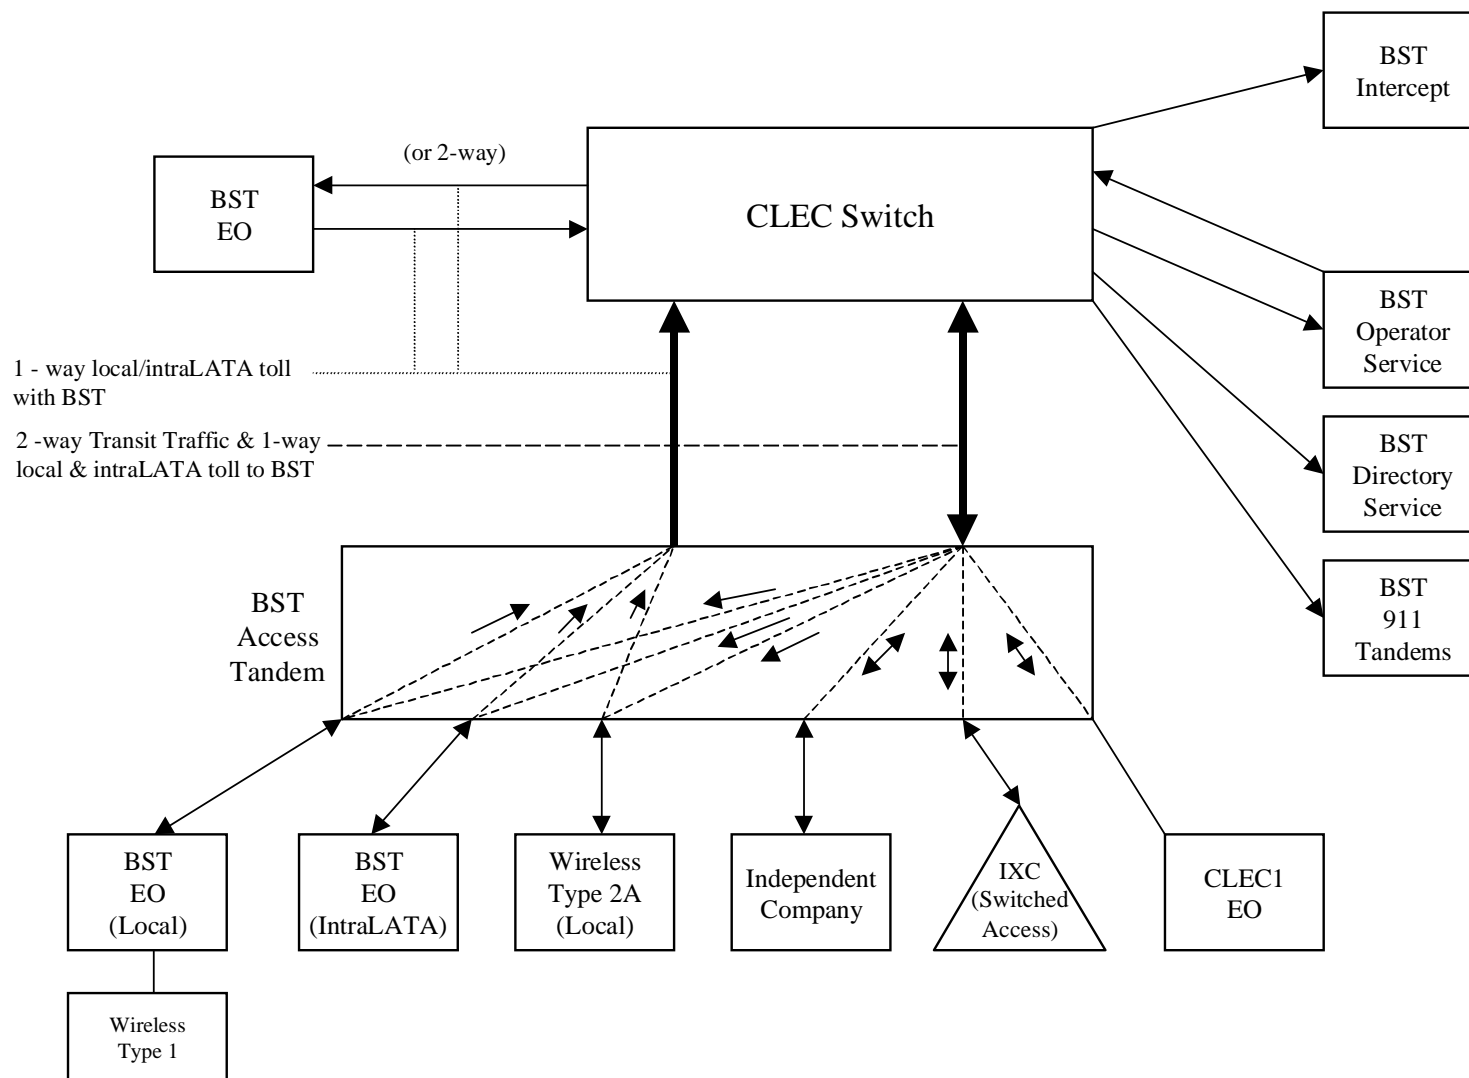 BST
Intercept
(or 2-way)
BST
EO
CLEC Switch
BST
Operator
Service
1 - way local/intraLATA toll
with BST
2 -way Transit Traffic & 1-way
local & intraLATA toll to BST
BST
Directory
Service
BST
911
Tandems
BST
Access
Tandem
BST
EO
(Local)
BST
EO
(IntraLATA)
Wireless
Type 2A
(Local)
Independent
Company
IXC
(Switched
Access)
CLEC1
EO
Wireless
Type 1